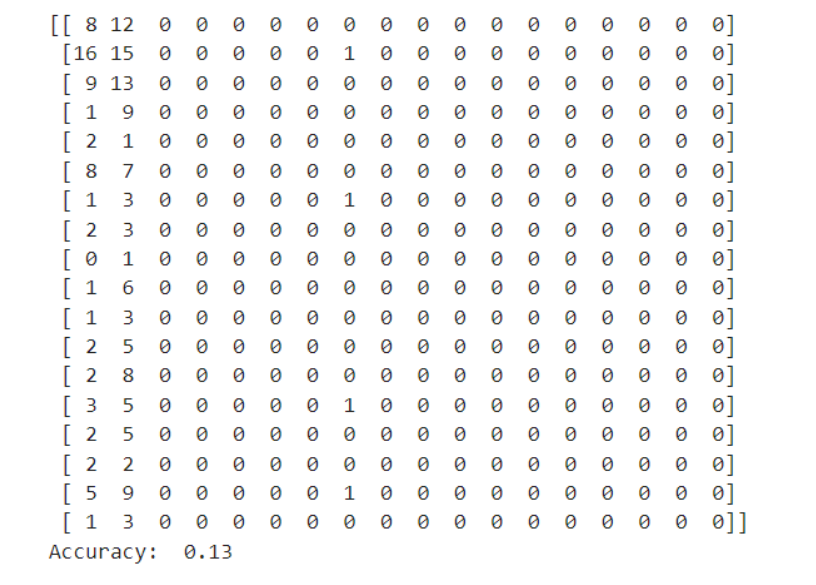 [[ 8 12 0 0 0 0 0 0 0 0 0 0 0 0 0 0 0 0]
[16 15 0 0 0 0 0 1 0 0 0 0 0 0 0 0 0 0]
[ 9 13 0 0 0 0 0 0 0 0 0 0 0 0 0 0 0 0]
[ 1 9 0 0 0 0 0 0 0 0 0 0 0 0 0 0 0 0]
[ 2 1 0 0 0 0 0 0 0 0 0 0 0 0 0 0 0 0]
[ 8 7 0 0 0 0 0 0 0 0 0 0 0 0 0 0 0 0]
[ 1 3 0 0 0 0 0 1 0 0 0 0 0 0 0 0 0 0]
[ 2 3 0 0 0 0 0 0 0 0 0 0 0 0 0 0 0 0]
[ 0 1 0 0 0 0 0 0 0 0 0 0 0 0 0 0 0 0]
[ 1 6 0 0 0 0 0 0 0 0 0 0 0 0 0 0 0 0]
[ 1 3 0 0 0 0 0 0 0 0 0 0 0 0 0 0 0 0]
[ 2 5 0 0 0 0 0 0 0 0 0 0 0 0 0 0 0 0]
[ 2 8 0 0 0 0 0 0 0 0 0 0 0 0 0 0 0 0]
[ 3 5 0 0 0 0 0 1 0 0 0 0 0 0 0 0 0 0]
[ 2 5 0 0 0 0 0 0 0 0 0 0 0 0 0 0 0 0]
[ 2 2 0 0 0 0 0 0 0 0 0 0 0 0 0 0 0 0]
[ 5 9 0 0 0 0 0 1 0 0 0 0 0 0 0 0 0 0]
[ 1 3 0 0 0 0 0 0 0 0 0 0 0 0 0 0 0 0]]
Accuracy: 0.13